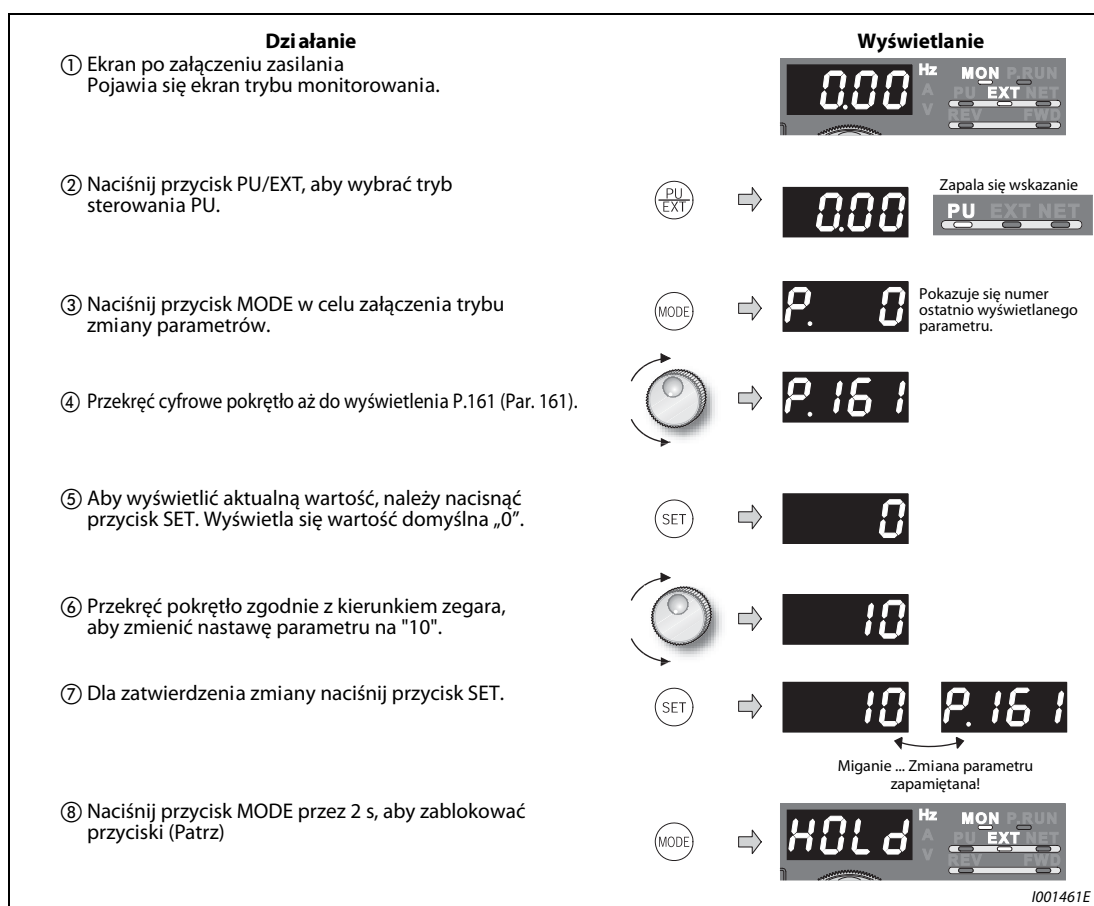 Działanie
Wyświetlanie
① Ekran po załączeniu zasilania
Pojawia się ekran trybu monitorowania.
0.00 Hz MON P.RUN
A PU EXT NET
V REV FWD
② Naciśnij przycisk PU/EXT, aby wybrać tryb
sterowania PU.
PU
EXT
0.00
Zapala się wskazanie
PU EXT NET
③ Naciśnij przycisk MODE w celu załączenia trybu
zmiany parametrów.
MODE
P. 0
Pokazuje się numer
ostatnio wyświetlanego
parametru.
④ Przekręć cyfrowe pokrętło aż do wyświetlenia P.161 (Par. 161).
P.161
⑤ Aby wyświetlić aktualną wartość, należy nacisnąć
przycisk SET. Wyświetla się wartość domyślna „0”.
SET
0
⑥ Przekręć pokrętło zgodnie z kierunkiem zegara,
aby zmienić nastawę parametru na "10".
10
⑦ Dla zatwierdzenia zmiany naciśnij przycisk SET.
SET
10 P.161
Miganie ... Zmiana parametru
zapamiętana!
⑧ Naciśnij przycisk MODE przez 2 s, aby zablokować
przyciski (Patrz)
MODE
HOLd Hz MON P.RUN
A PU EXT NET
V REV FWD
I001461E